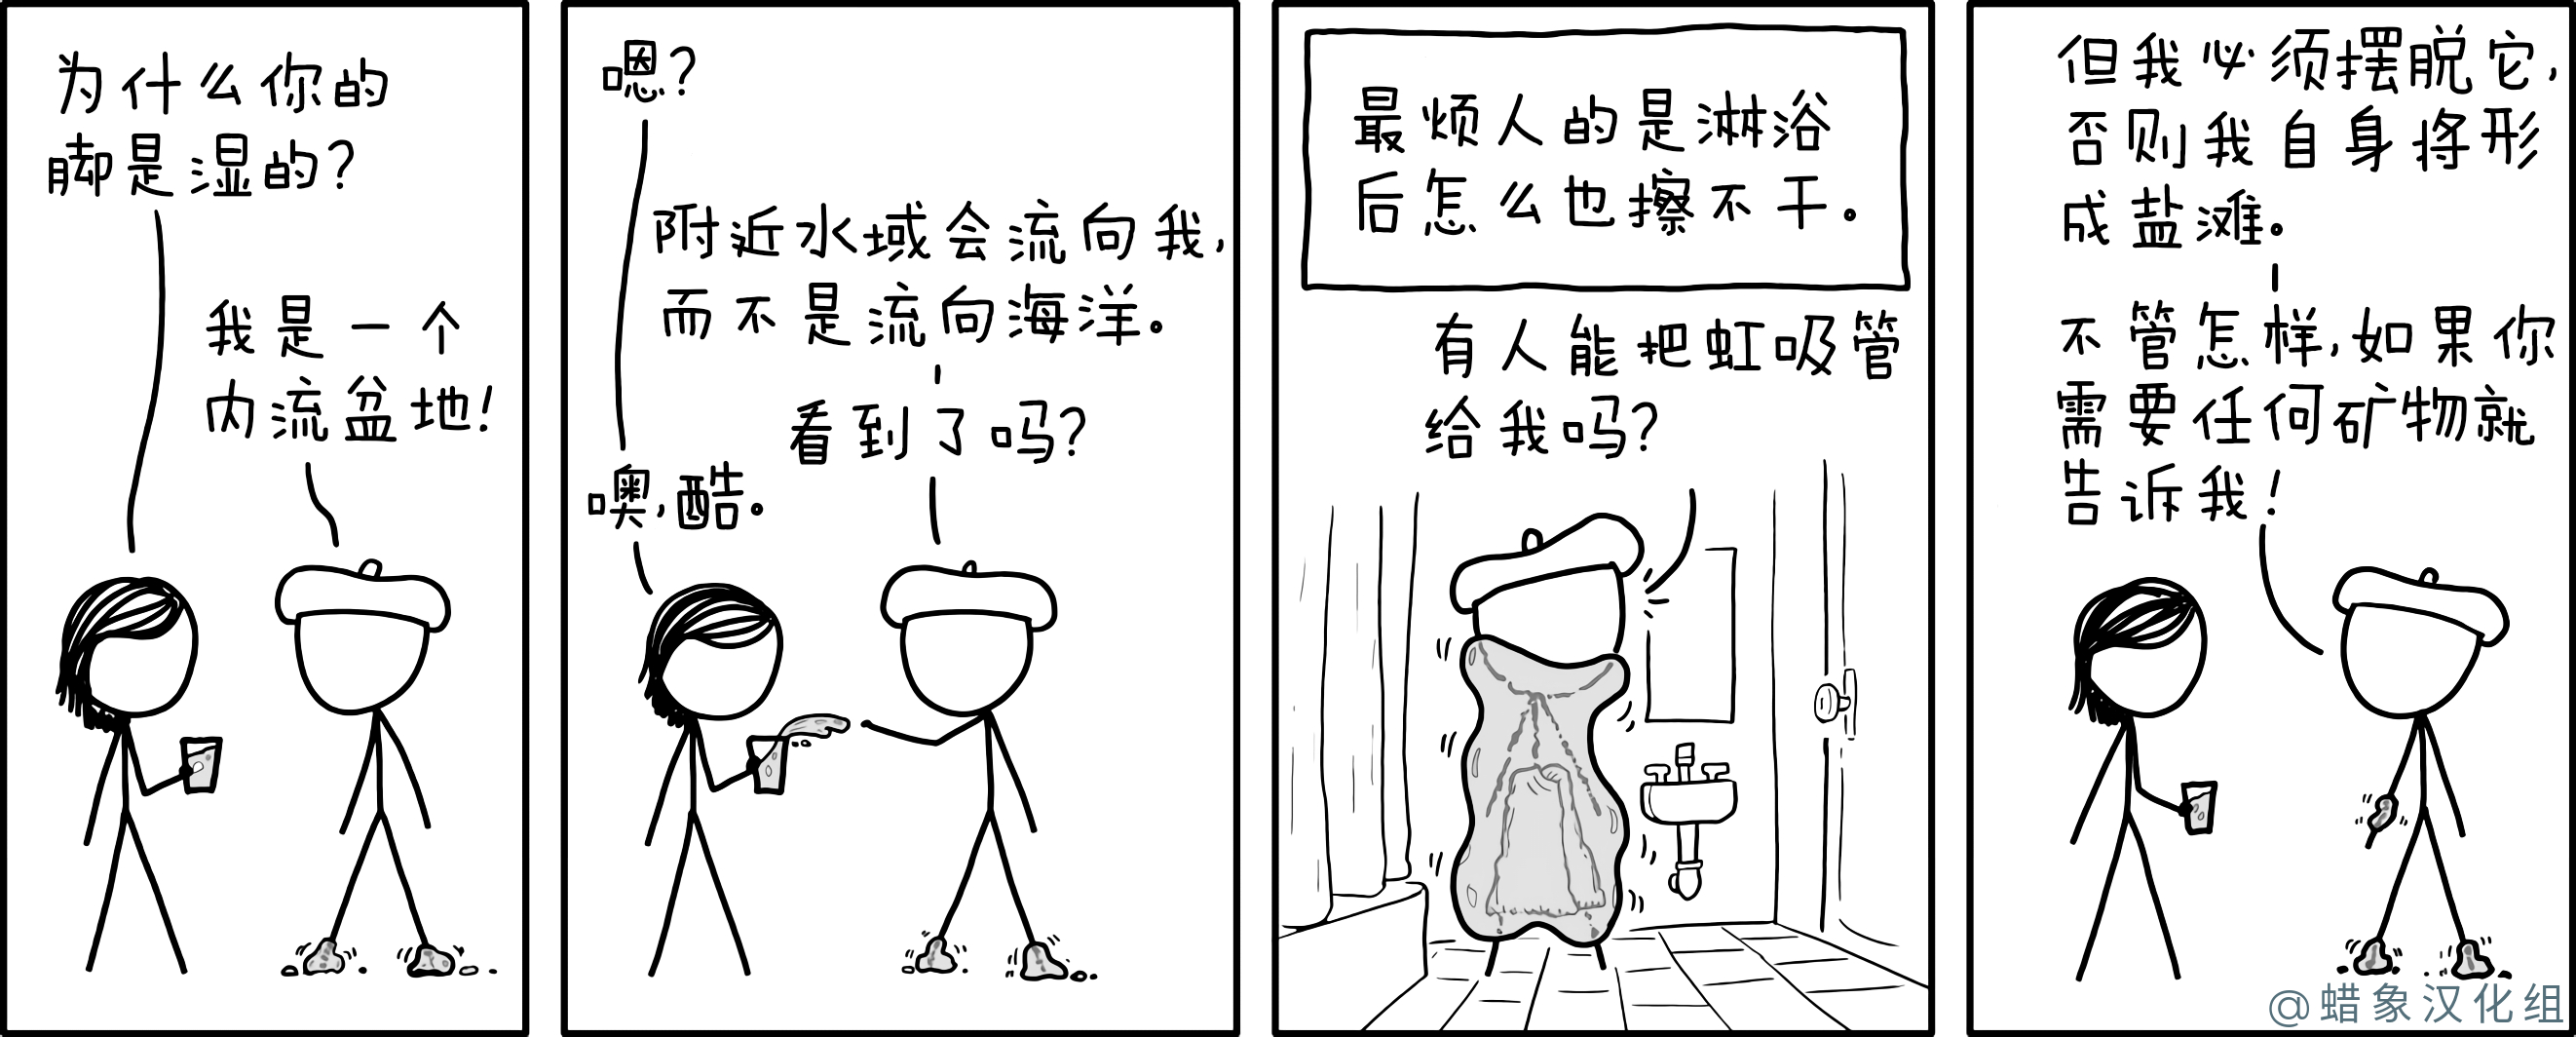 为什么你的
脚是湿的?
我是一个
内流盆地!
嗯?
附近水域会流向我,
而不是流向海洋。
看到了吗?
噢,酷。
最烦人的是淋浴
后怎么也擦不干。
有人能把虹吸管
给我吗?
但我必须摆脱它,
否则我自身将形
成盐滩。
不管怎样,如果你
需要任何矿物就
告诉我!
@蜡象汉化组